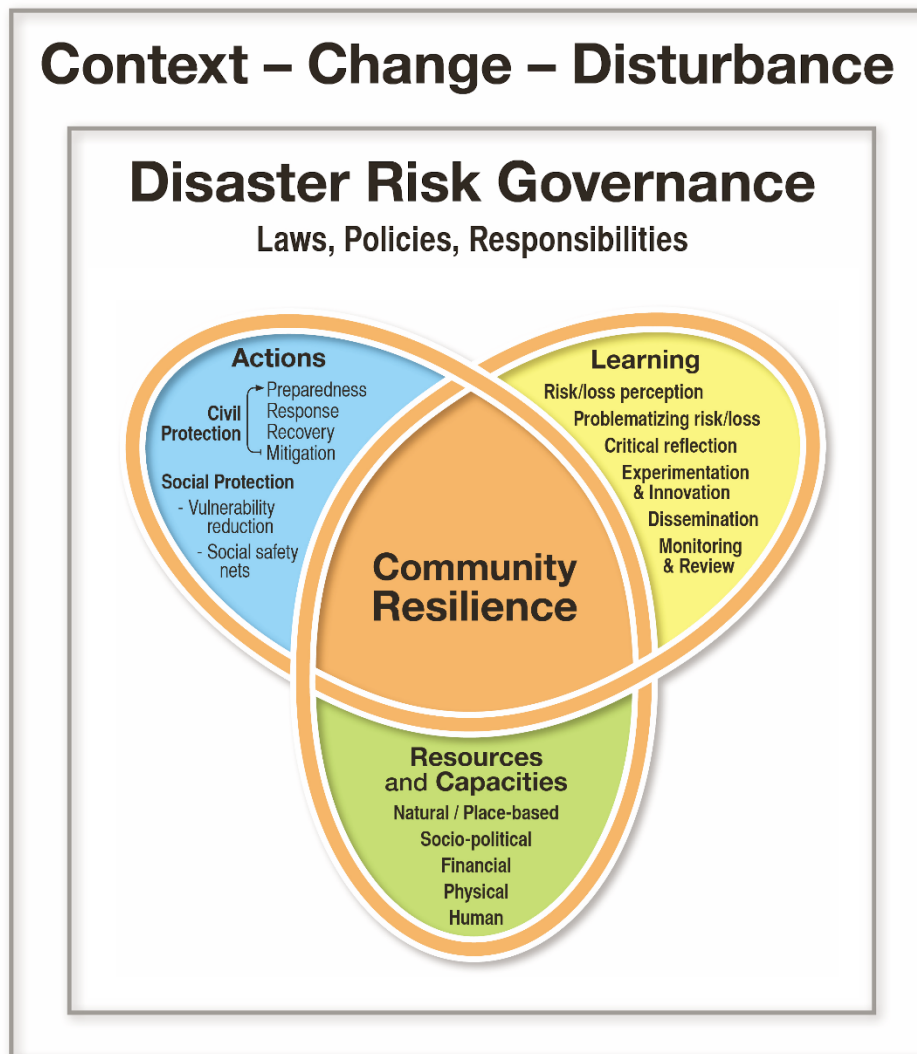 Context – Change – Disturbance
Disaster Risk Governance
Laws, Policies, Responsibilities
Actions
Civil
Protection
Preparedness
Response
Recovery
Mitigation
Social Protection
- Vulnerability
reduction
- Social safety
nets
Learning
Risk/loss perception
Problematizing risk/loss
Critical reflection
Experimentation
& Innovation
Dissemination
Monitoring
& Review
Community
Resilience
Resources
and Capacities
Natural / Place-based
Socio-political
Financial
Physical
Human